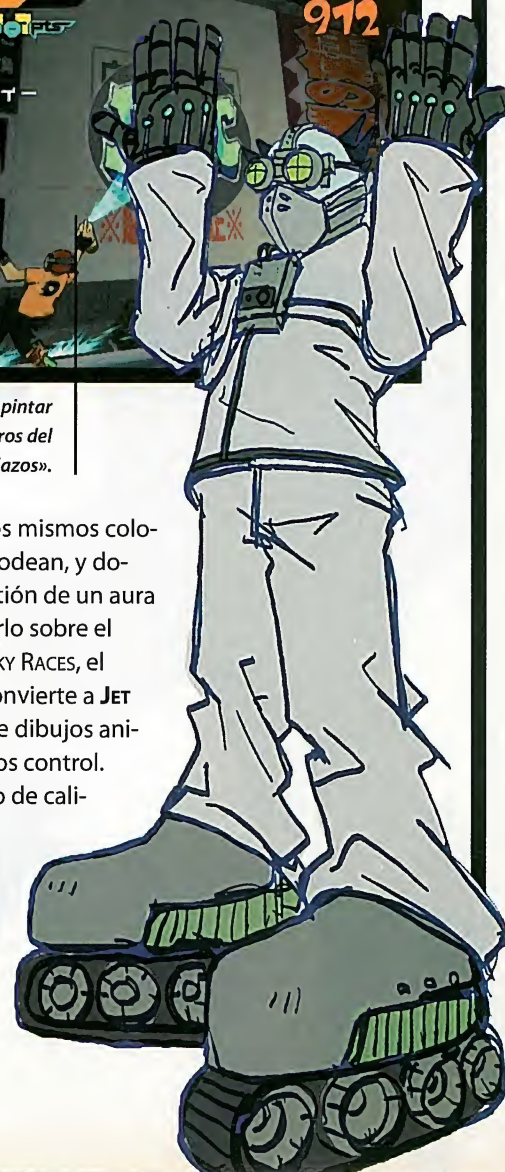 pts
912
pintar
ros del
azos».
s mismos colo-
odean, y do-
tión de un aura
rlo sobre el
KY RACES, el
onvierte a JET
e dibujos ani-
os control.
o de cali-